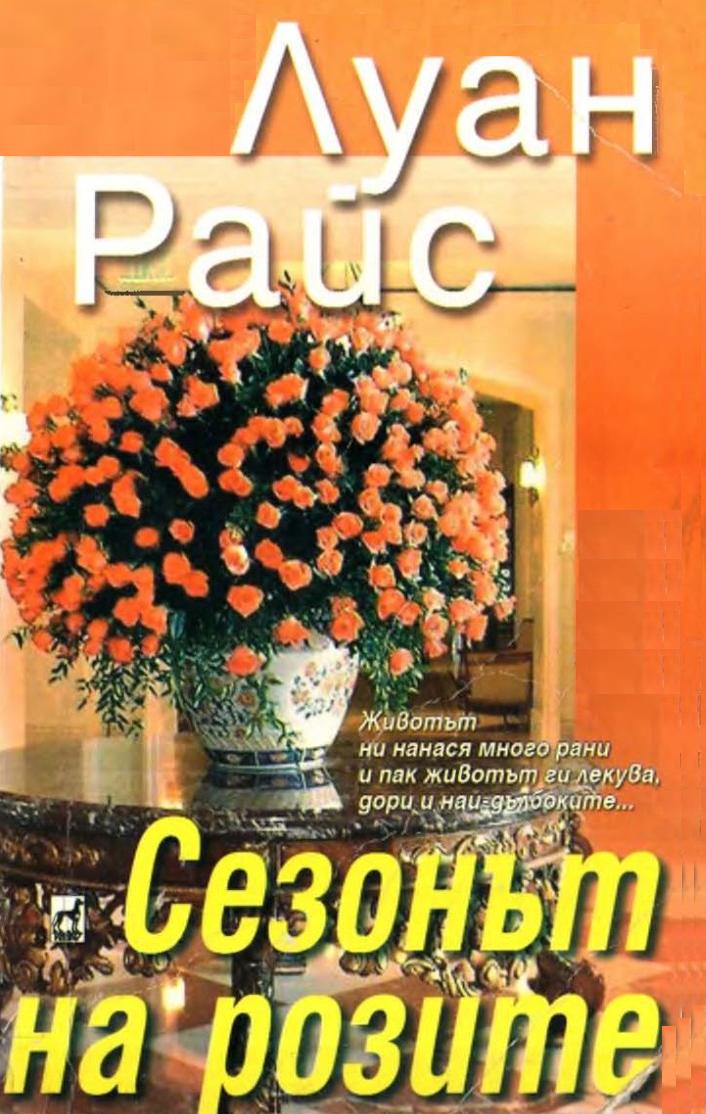 Луан
Райс
Животът
ни нанася много рани
и пак животът ги лекува,
дори и най-дълбоките...
Сезонът
на розите